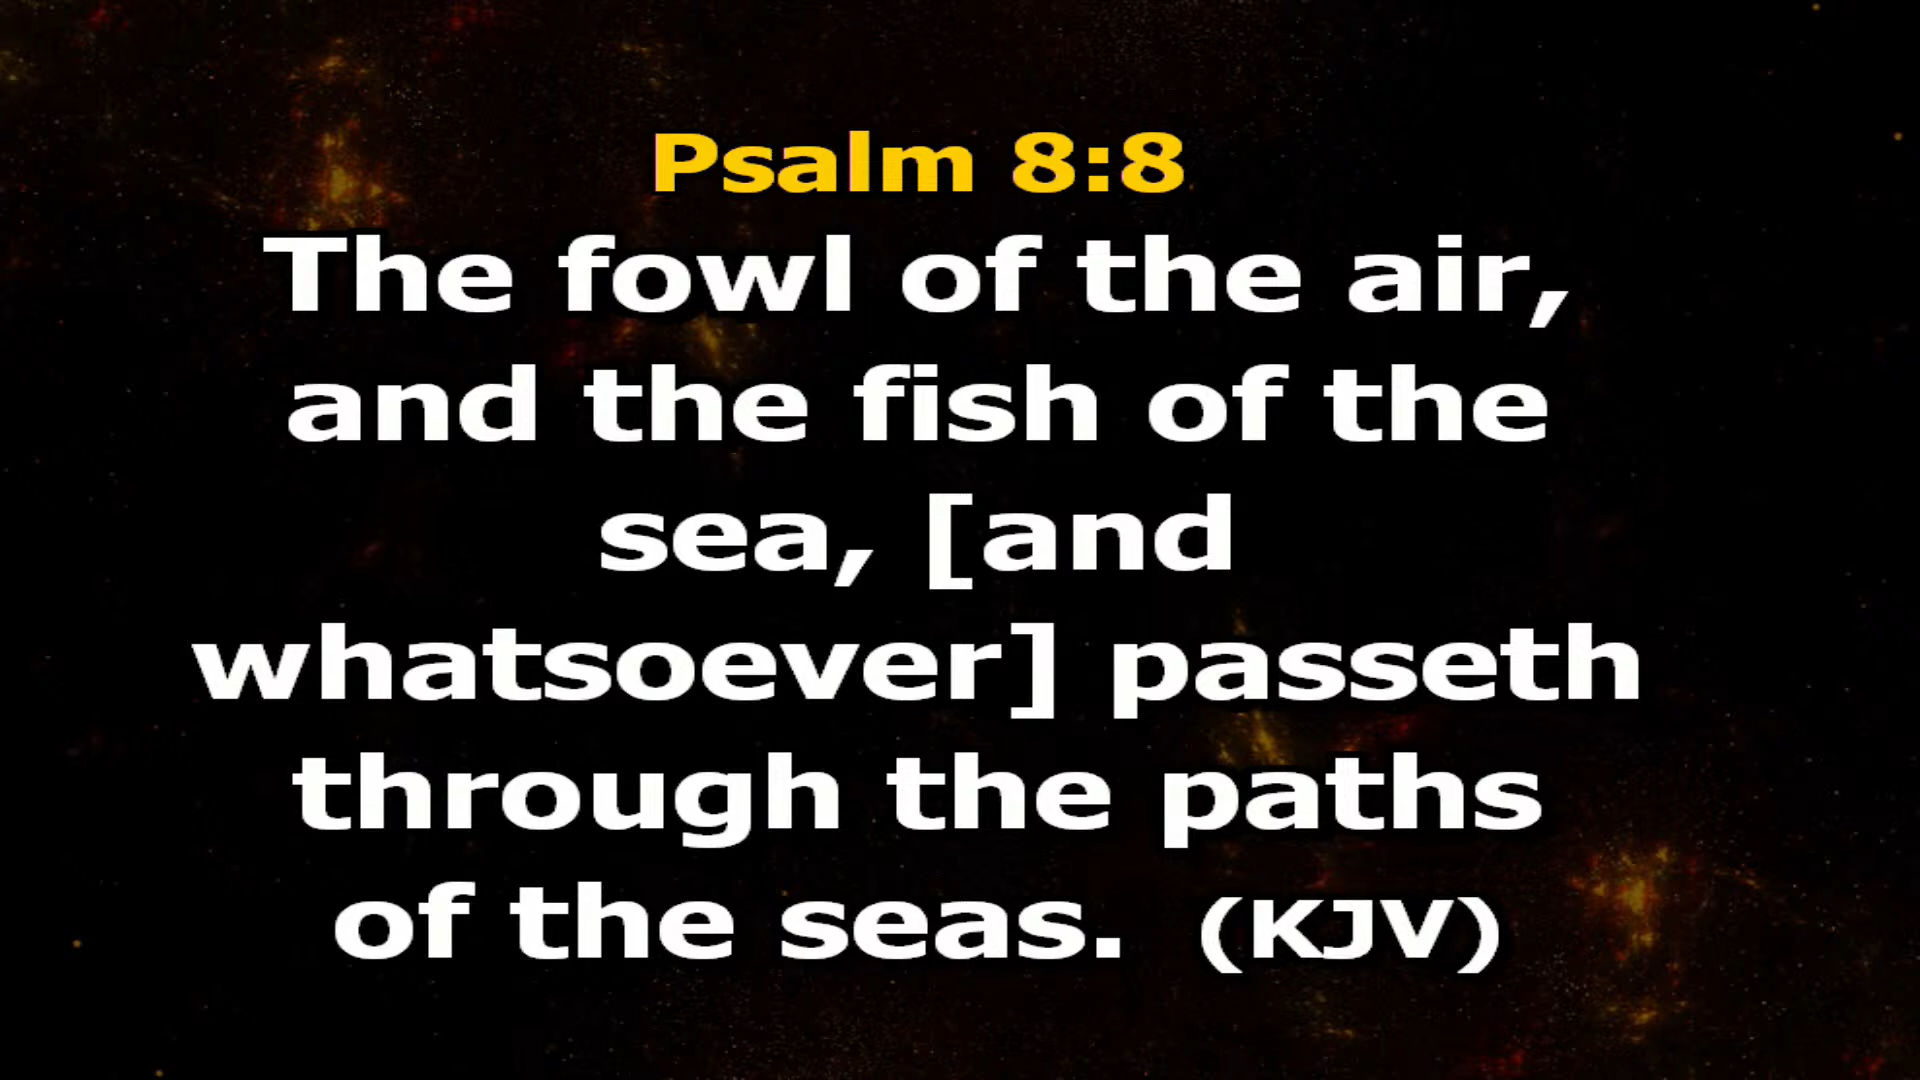 Psalm 8:8
The fowl of the air,
and the fish of the
sea, [and
whatsoever] passeth
through the paths
of the seas. (KJV)